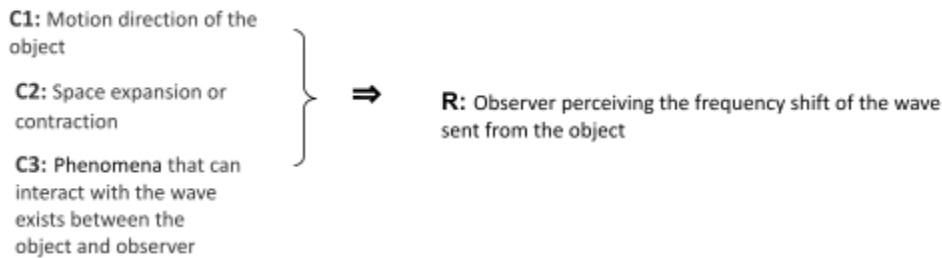 C1: Motion direction of the
object
C2: Space expansion or
contraction
C3: Phenomena that can
interact with the wave
exists between the
object and observer
⇒
R: Observer perceiving the frequency shift of the wave
sent from the object